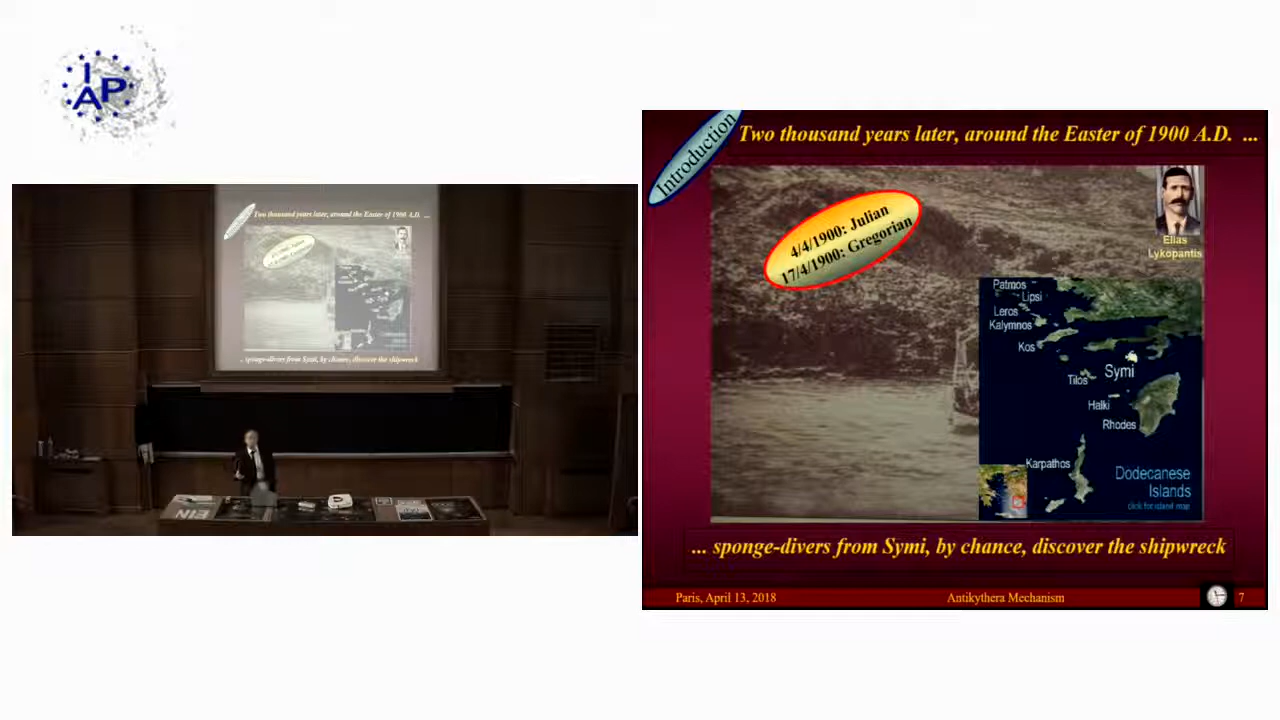 IAP
Two thousand years later, around the Easter of 1900 A.D. ...
... sponge-divers from Symi, by chance, discover the shipwreck
Introduction
Two thousand years later, around the Easter of 1900 A.D. ...
4/4/1900: Julian
17/4/1900: Gregorian
Elias
Lykopantis
Patmos
Lipsi
Leros
Kalymnos
Kos
Symi
Tilos
Halki
Rhodes
Karpathos
Dodecanese
Islands
click for island map
... sponge-divers from Symi, by chance, discover the shipwreck
Paris, April 13, 2018
Antikythera Mechanism
7